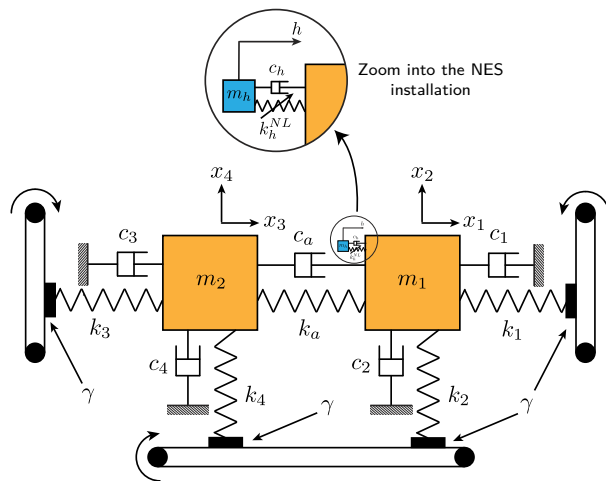 h
c_h
m_h
k_h^{NL}
Zoom into the NES
installation
x_4
x_2
x_3
x_1
c_3
c_a
c_1
m_2
m_1
k_3
k_a
k_1
c_4
c_2
k_4
k_2
γ
γ
γ